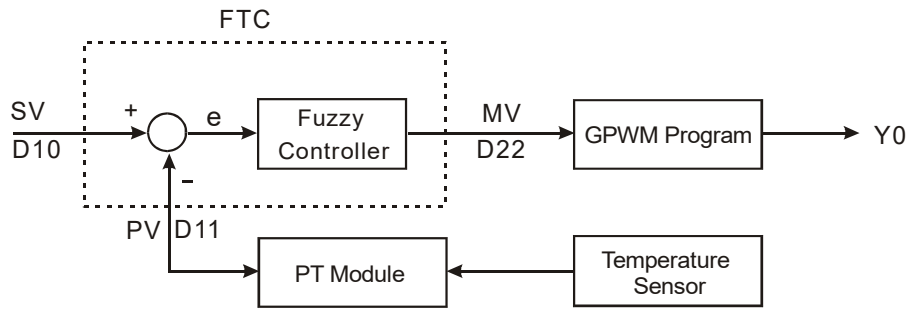 FTC
SV
D10
+
e
Fuzzy
Controller
MV
D22
GPWM Program
Y0
–
PV
D11
PT Module
Temperature
Sensor